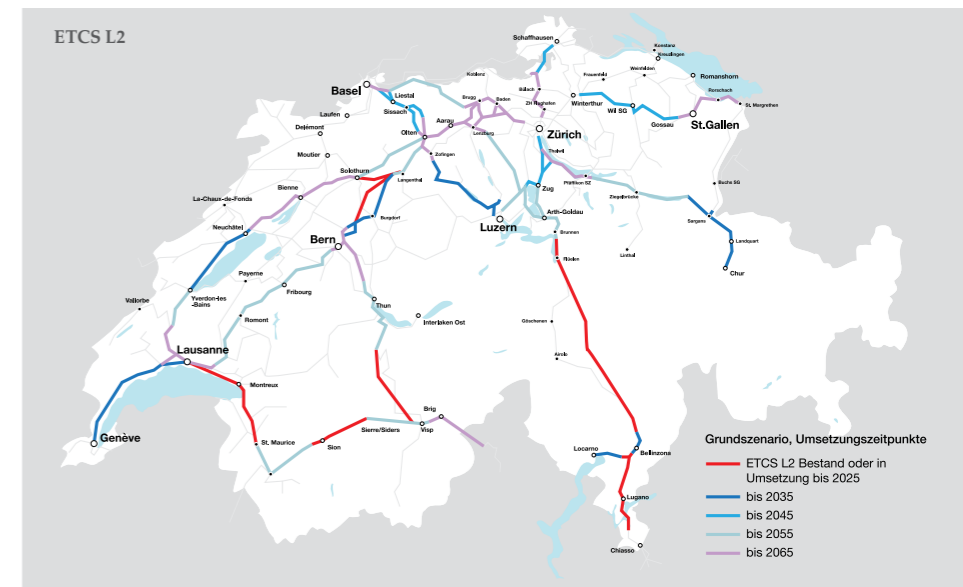 ETCS L2
Schaffhausen
Konstanz
Kreuzlingen
Koblenz
Frauenfeld
Weinfelden
Romanshorn
Basel
Liestal
Sissach
Brugg
Baden
Bülach
ZH Flughafen
Winterthur
Wil SG
Gossau
Rorschach
St. Margrethen
St.Gallen
Laufen
Delémont
Aarau
Olten
Lenzburg
Zürich
Moutier
Zofingen
Thalwil
Solothurn
Langenthal
Pfäffikon SZ
Zug
Ziegelbrücke
Buchs SG
Bienne
La-Chaux-de-Fonds
Burgdorf
Arth-Goldau
Sargans
Neuchâtel
Luzern
Brunnen
Bern
Landquart
Flüelen
Linthal
Chur
Payerne
Fribourg
Yverdon-les
-Bains
Vallorbe
Thun
Romont
Interlaken Ost
Göschenen
Lausanne
Airolo
Montreux
Brig
Sierre/Siders
Visp
Genève
St. Maurice
Sion
Locarno
Bellinzona
Lugano
Chiasso
Grundszenario, Umsetzungszeitpunkte
ETCS L2 Bestand oder in
Umsetzung bis 2025
bis 2035
bis 2045
bis 2055
bis 2065